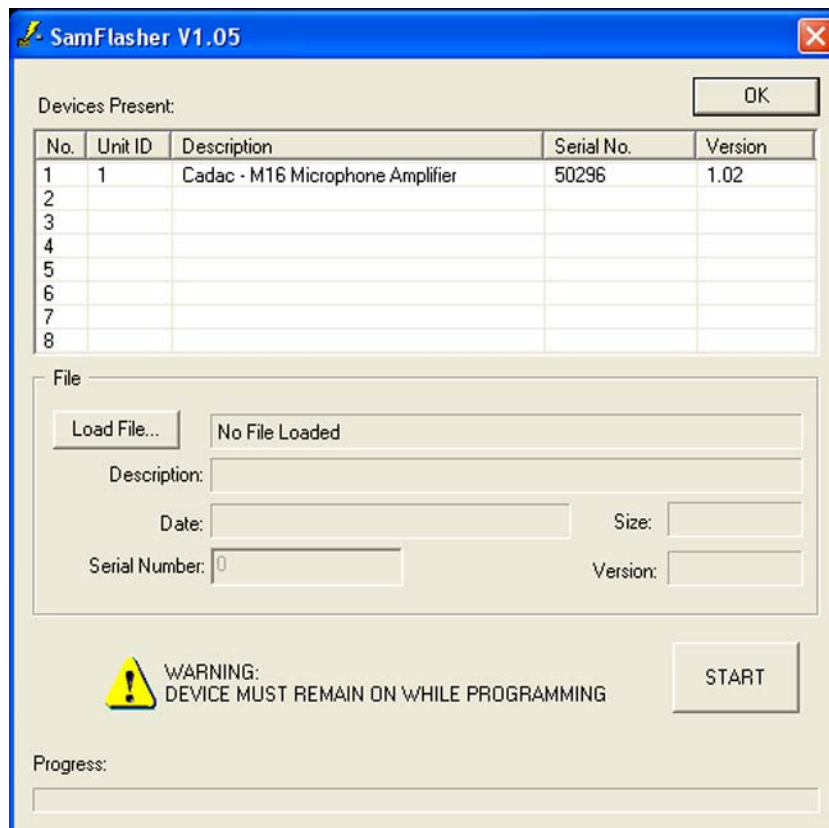 SamFlasher V1.05
OK
Devices Present:
No. Unit ID Description Serial No. Version
1 1 Cadac - M16 Microphone Amplifier 50296 1.02
2
3
4
5
6
7
8
File
Load File... No File Loaded
Description:
Date: Size:
Serial Number: 0 Version:
WARNING:
DEVICE MUST REMAIN ON WHILE PROGRAMMING
START
Progress: